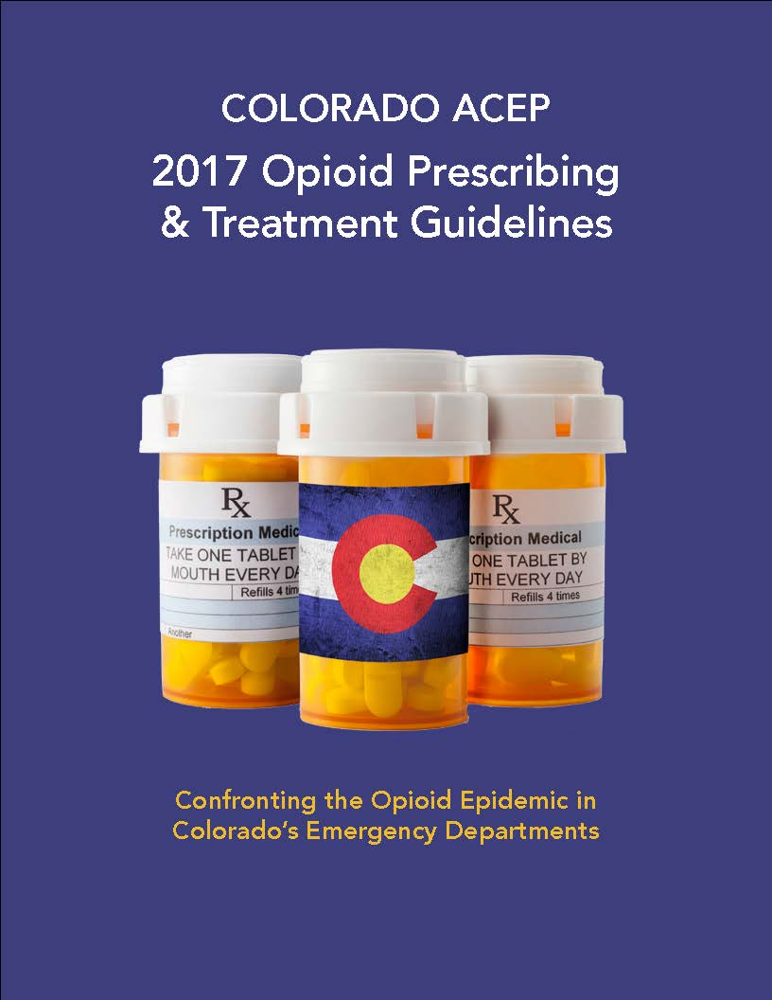 COLORADO ACEP
2017 Opioid Prescribing
& Treatment Guidelines
Rx
Prescription Medic
TAKE ONE TABLET
MOUTH EVERY DA
Refills 4 tim
Another
Rx
cription Medical
ONE TABLET BY
UTH EVERY DAY
Refills 4 times
Confronting the Opioid Epidemic in
Colorado's Emergency Departments